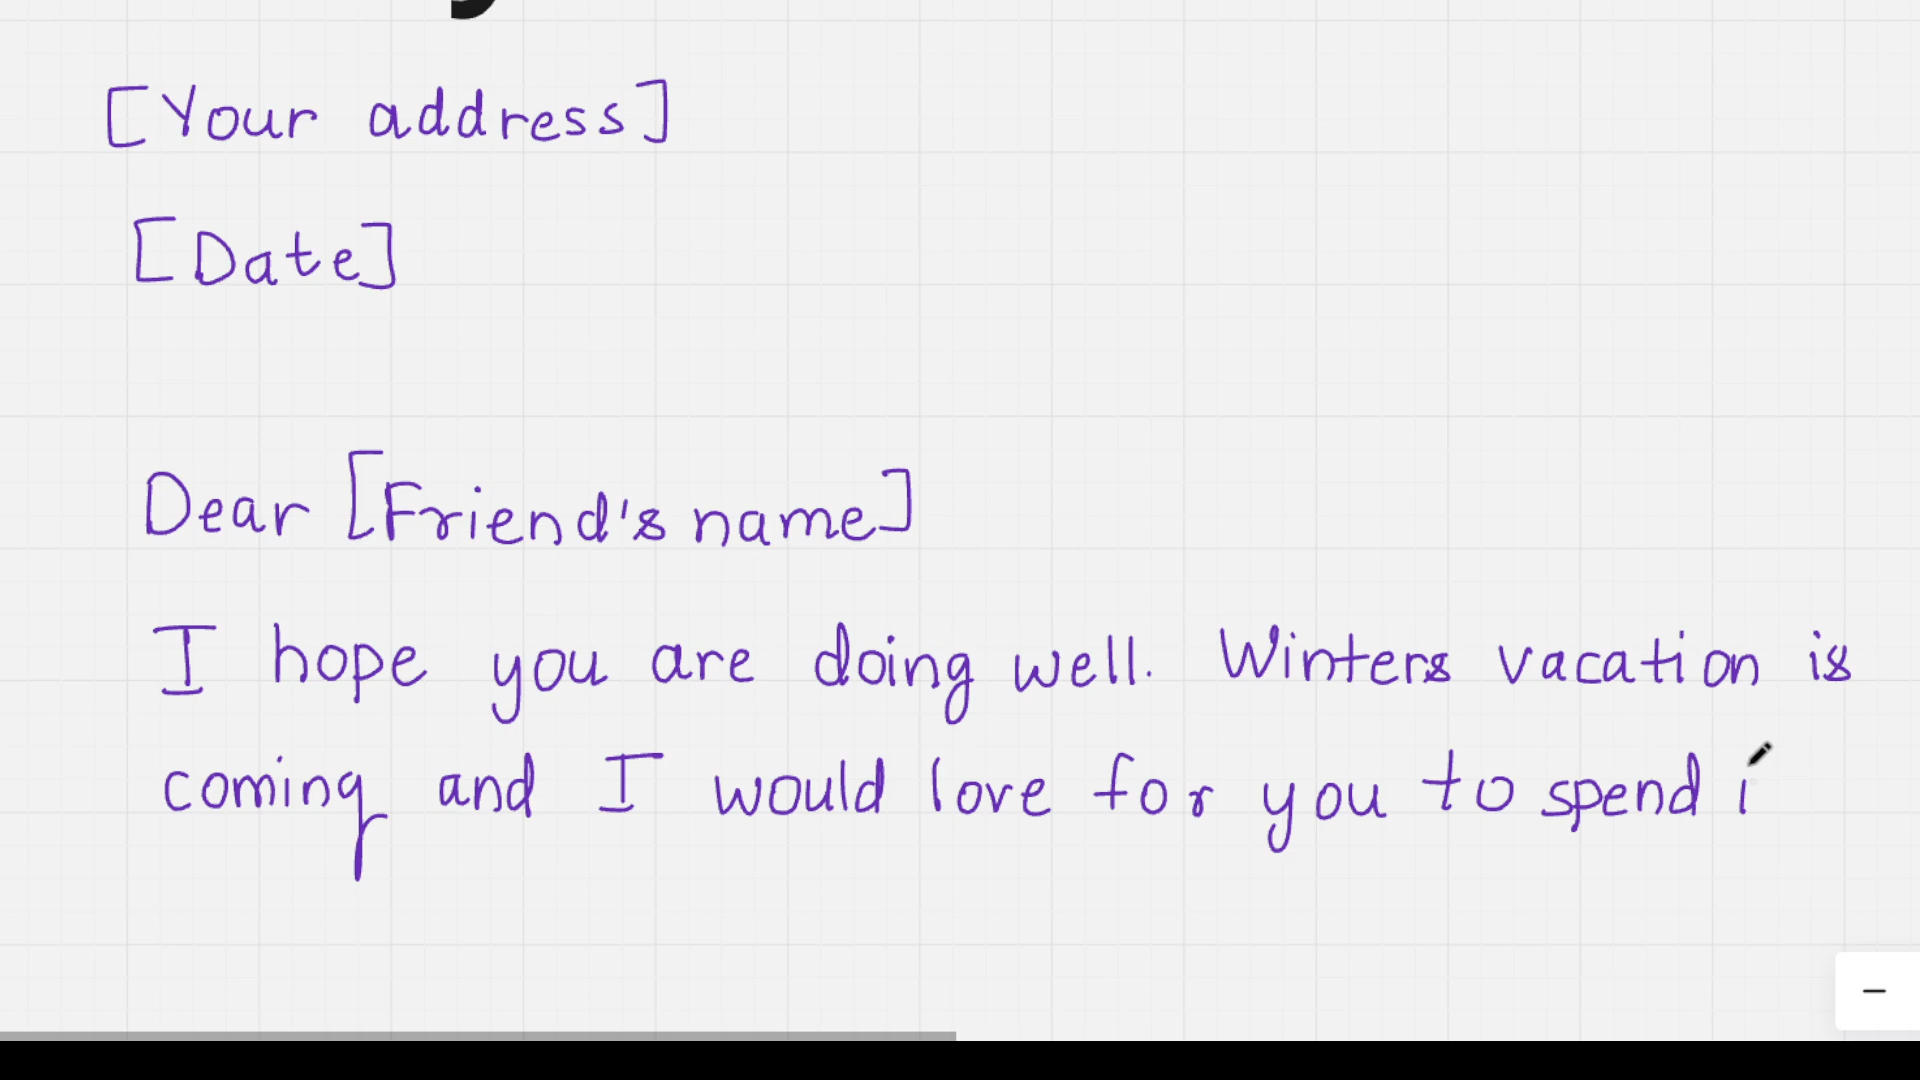 [Your address]
[Date]
Dear [Friend's name]
I hope you are doing well. Winters vacation is
coming and I would love for you to spend i